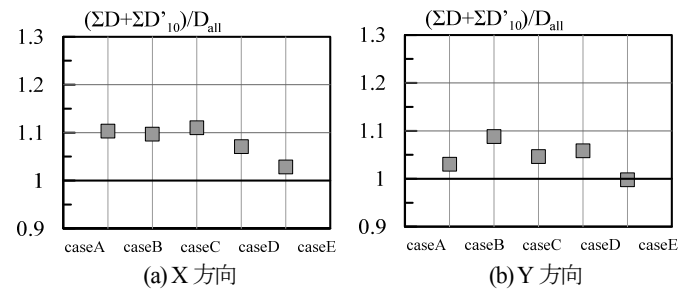 (ΣD+ΣD'10)/Dall
1.3
1.2
1.1
1
0.9
caseA caseB caseC caseD caseE
(a) X 方向
(ΣD+ΣD'10)/Dall
1.3
1.2
1.1
1
0.9
caseA caseB caseC caseD caseE
(b) Y 方向